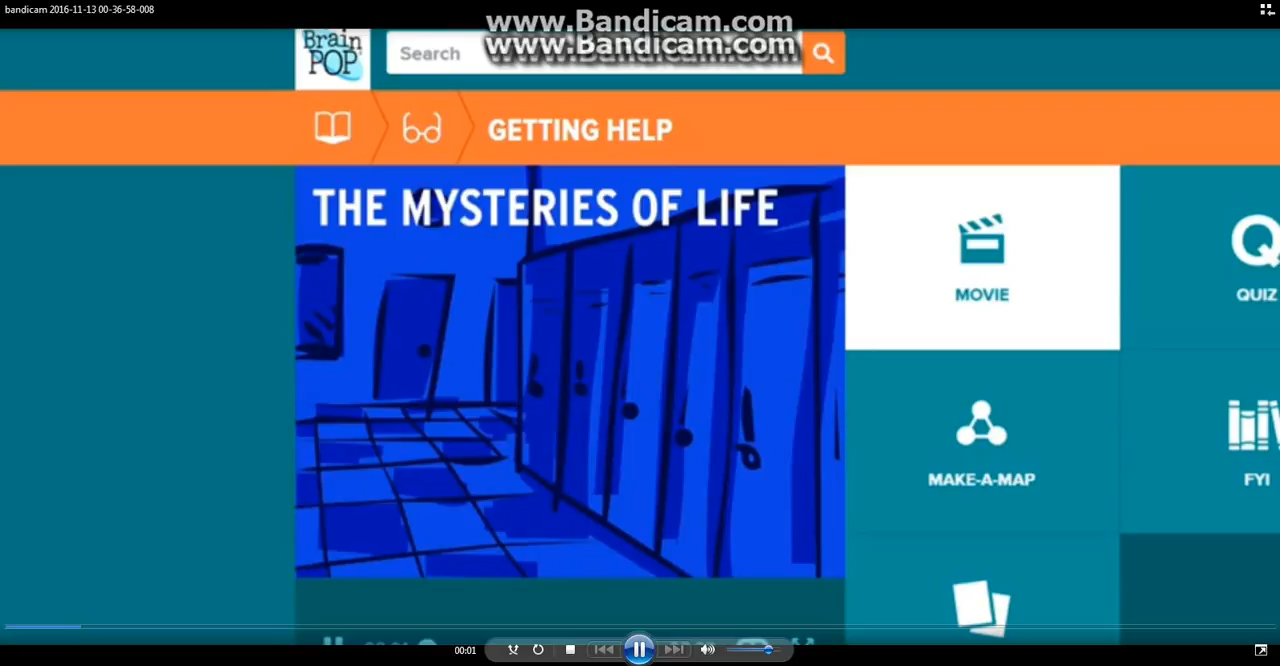 bandicam 2016-11-13 00-36-58-008
www.Bandicam.com
www.Bandicam.com
Brain POP
Search
GETTING HELP
THE MYSTERIES OF LIFE
MOVIE
QUIZ
MAKE-A-MAP
FYI
00:01